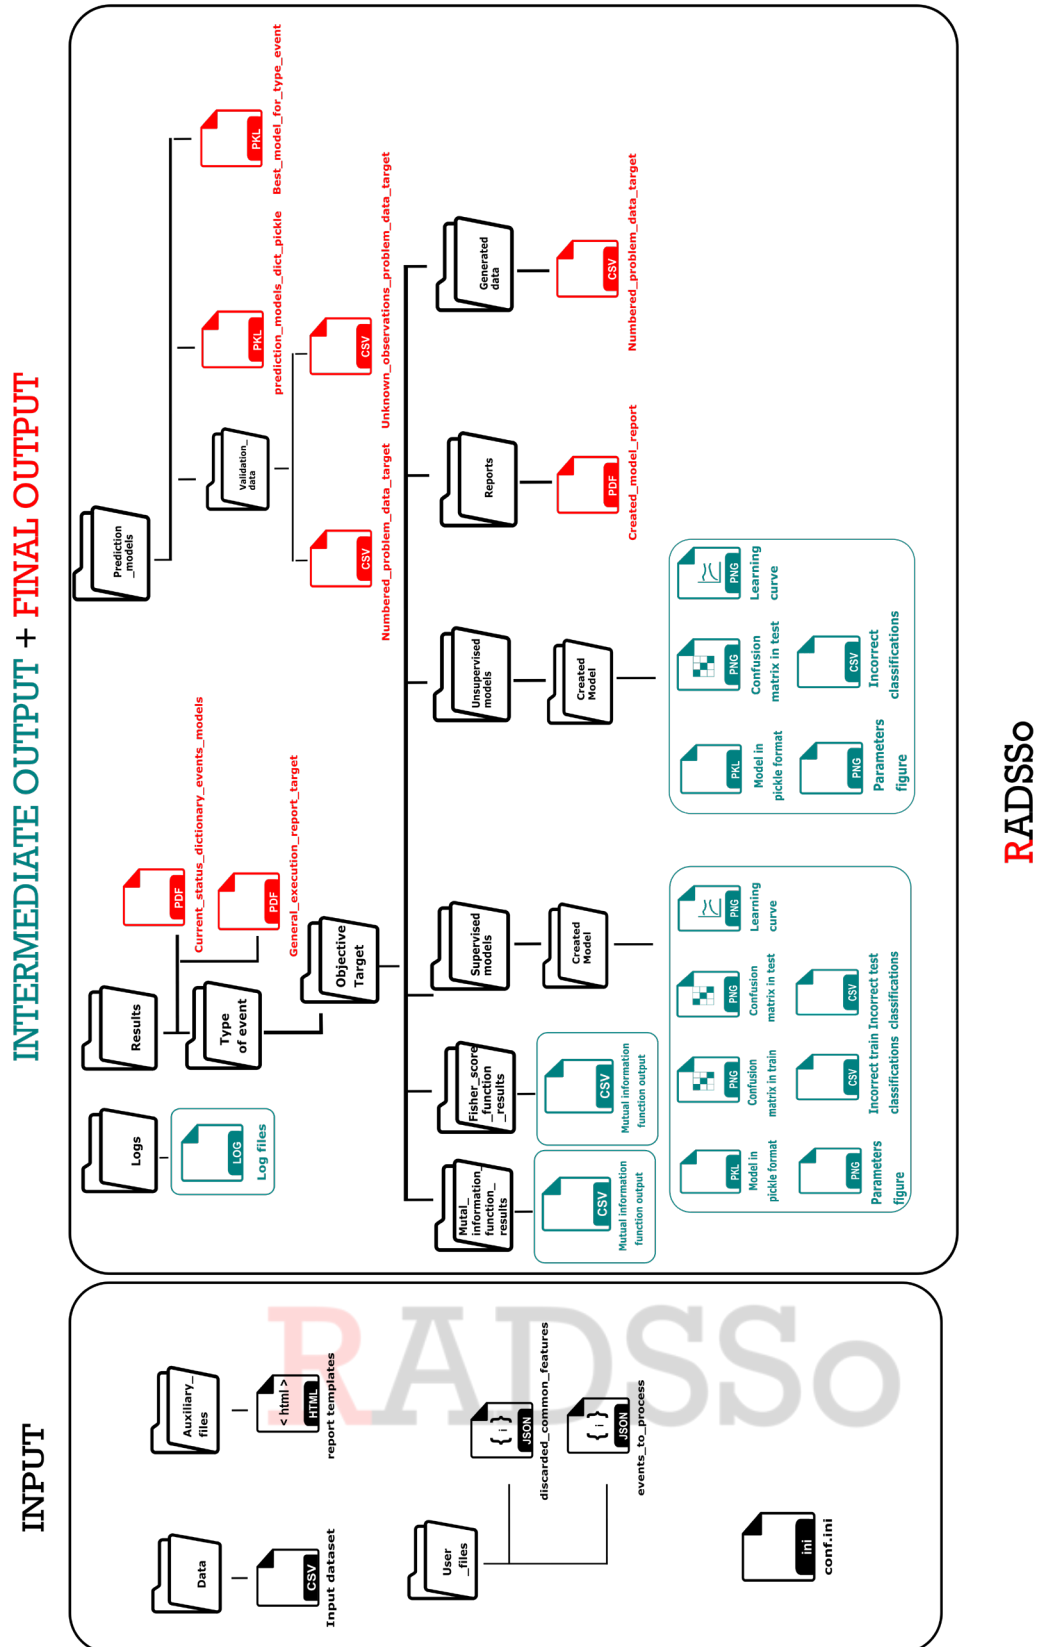 INPUT
Data
CSV
Input dataset
Auxiliary_
files
< html >
HTML
report templates
User
_files
{ i }
JSON
discarded_common_features
{ i }
JSON
events_to_process
ini
conf.ini
RADSSo
INTERMEDIATE OUTPUT + FINAL OUTPUT
Logs
LOG
Log files
Results
PDF
Current_status_dictionary_events_models
Type
of event
PDF
General_execution_report_target
Objective
Target
Prediction
_models
Validation_
data
CSV
Numbered_problem_data_target
CSV
Unknown_observations_problem_data_target
PKL
prediction_models_dict_pickle
PKL
Best_model_for_type_event
Mutal_
information_
function_
results
CSV
Mutual information
function output
Fisher_score
_function
_results
CSV
Mutual information
function output
Supervised
models
Created
Model
PKL
Model in
pickle format
PNG
Confusion
matrix in train
PNG
Confusion
matrix in test
PNG
Learning
curve
PNG
Parameters
figure
CSV
Incorrect train
classifications
CSV
Incorrect test
classifications
Unsupervised
models
Created
Model
PKL
Model in
pickle format
PNG
Confusion
matrix in test
PNG
Learning
curve
PNG
Parameters
figure
CSV
Incorrect
classifications
Reports
PDF
Created_model_report
Generated
data
CSV
Numbered_problem_data_target
RADSSo